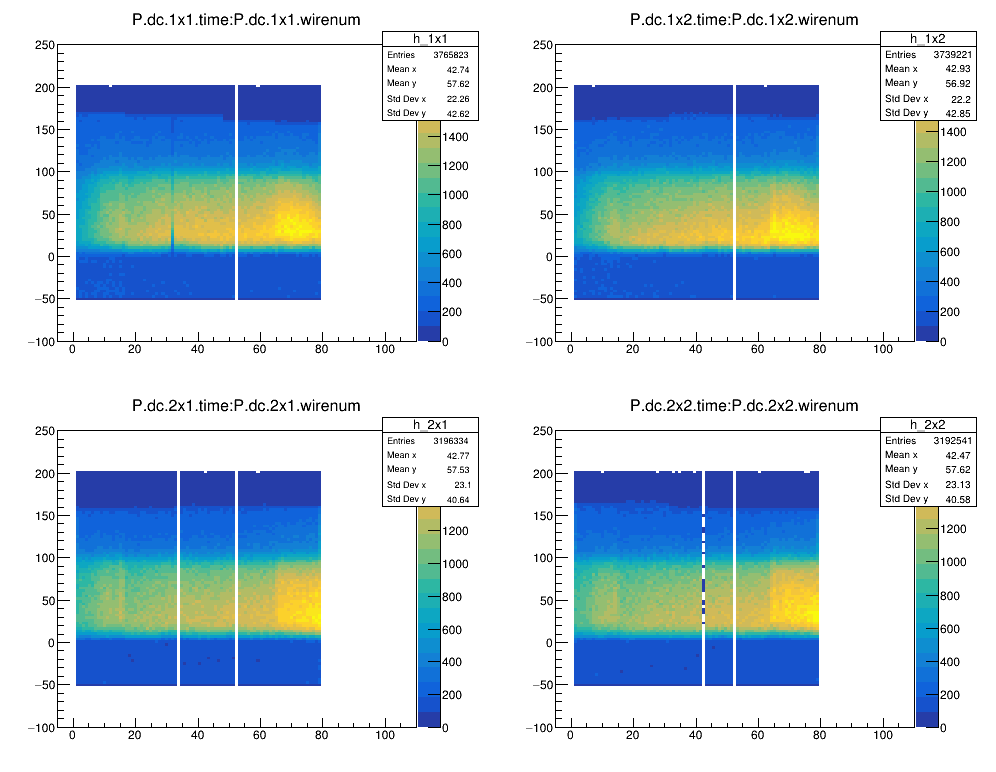 P.dc.1x1.time:P.dc.1x1.wirenum
h_1x1
Entries 3765823
Mean x 42.74
Mean y 57.62
Std Dev x 22.26
Std Dev y 42.62
250
200
150
100
50
0
−50
−100
0 20 40 60 80 100
1400
1200
1000
800
600
400
200
0
P.dc.1x2.time:P.dc.1x2.wirenum
h_1x2
Entries 3739221
Mean x 42.93
Mean y 56.92
Std Dev x 22.2
Std Dev y 42.85
250
200
150
100
50
0
−50
−100
0 20 40 60 80 100
1400
1200
1000
800
600
400
200
0
P.dc.2x1.time:P.dc.2x1.wirenum
h_2x1
Entries 3196334
Mean x 42.77
Mean y 57.53
Std Dev x 23.1
Std Dev y 40.64
250
200
150
100
50
0
−50
−100
0 20 40 60 80 100
1200
1000
800
600
400
200
0
P.dc.2x2.time:P.dc.2x2.wirenum
h_2x2
Entries 3192541
Mean x 42.47
Mean y 57.62
Std Dev x 23.13
Std Dev y 40.58
250
200
150
100
50
0
−50
−100
0 20 40 60 80 100
1200
1000
800
600
400
200
0